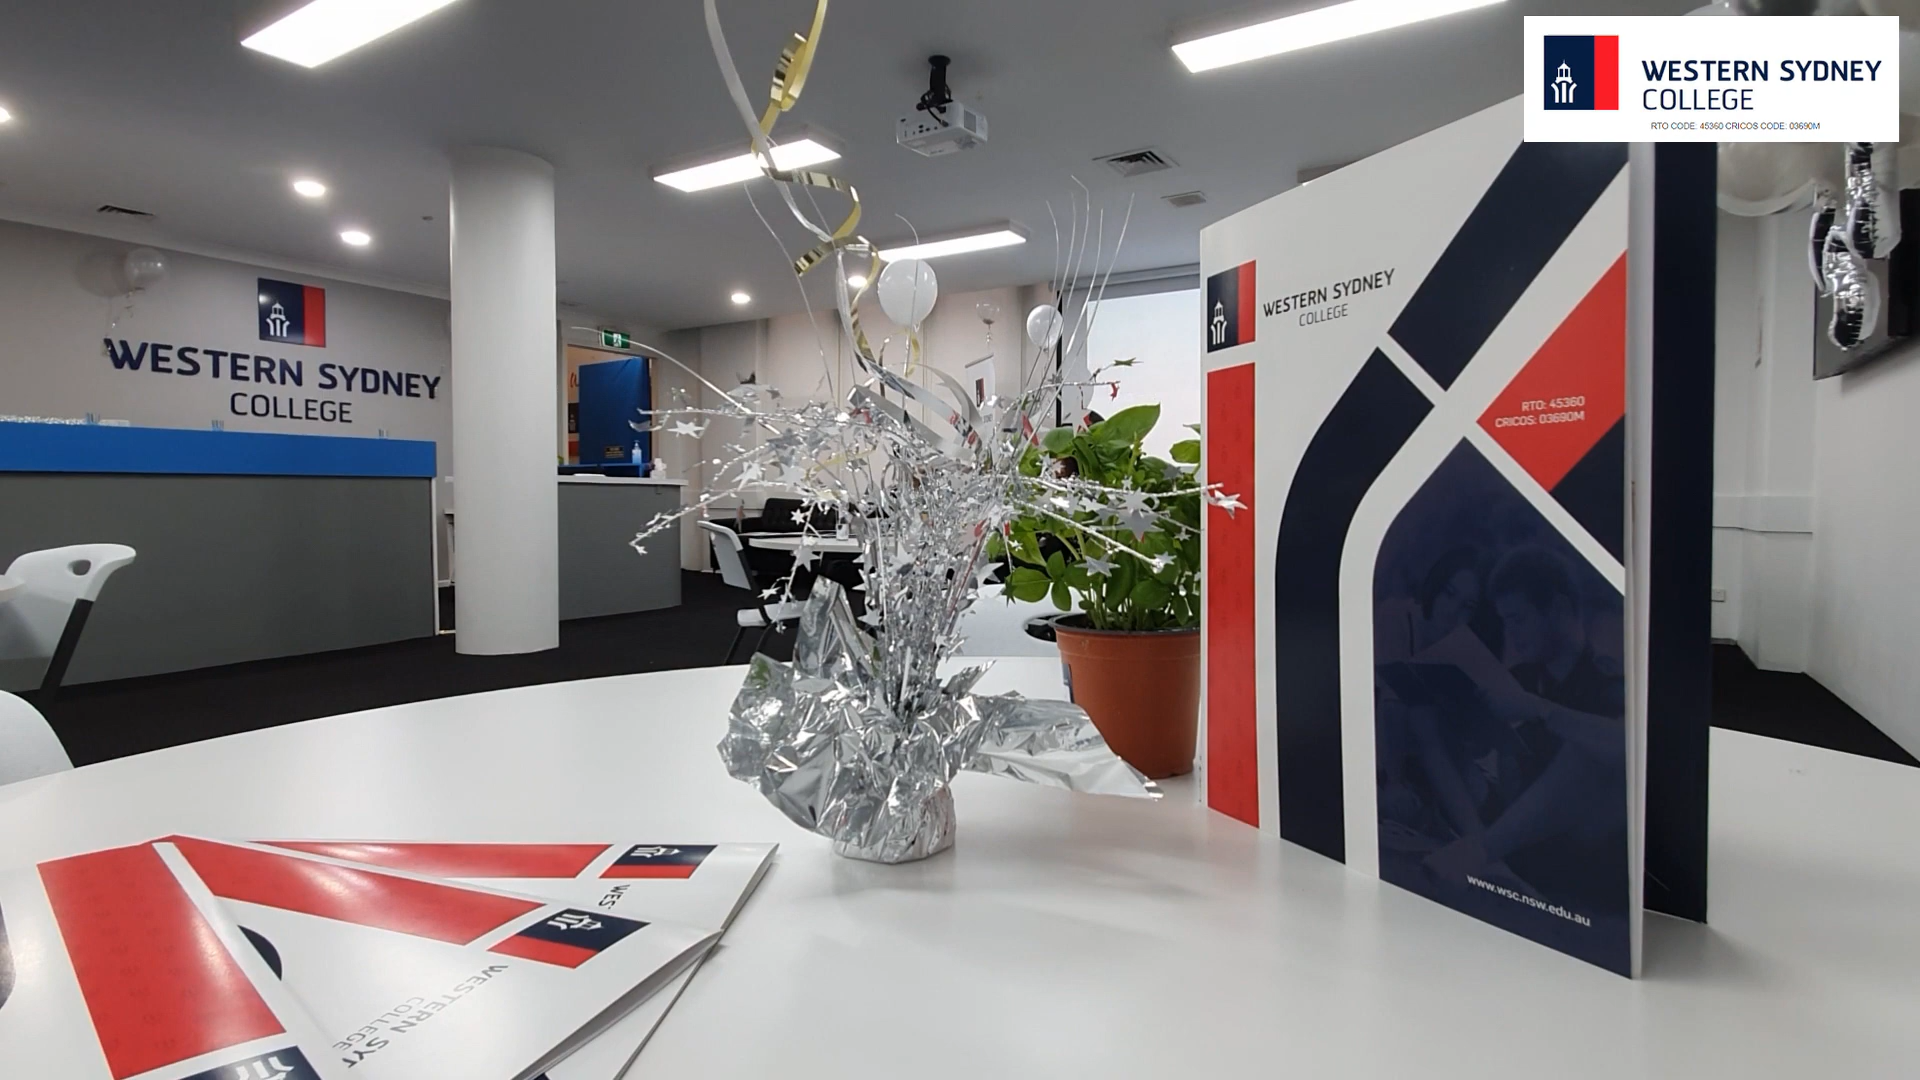 WESTERN SYDNEY
COLLEGE
RTO CODE: 45360 CRICOS CODE: 03690M
WESTERN SYDNEY
COLLEGE
WESTERN SYDNEY
COLLEGE
RTO: 45360
CRICOS: 03690M
www.wsc.nsw.edu.au
WES
WESTERN SY
COLLEGE